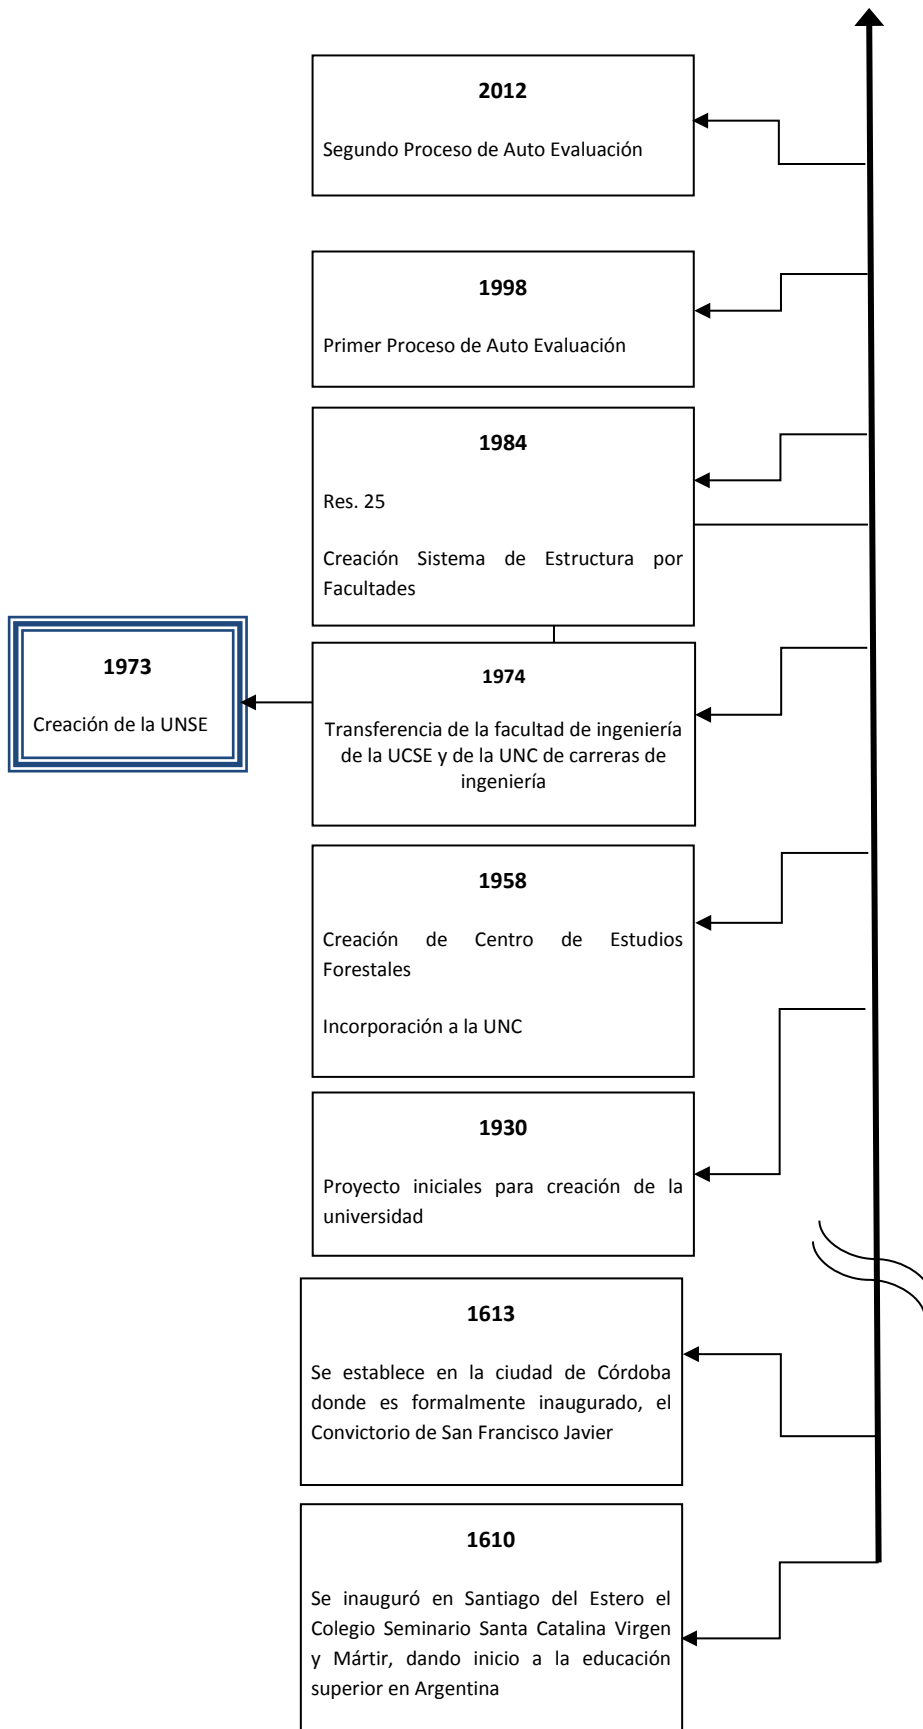 2012
Segundo Proceso de Auto Evaluación
1998
Primer Proceso de Auto Evaluación
1984
Res. 25
Creación Sistema de Estructura por
Facultades
1973
Creación de la UNSE
1974
Transferencia de la facultad de ingeniería
de la UCSE y de la UNC de carreras de
ingeniería
1958
Creación de Centro de Estudios
Forestales
Incorporación a la UNC
1930
Proyecto iniciales para creación de la
universidad
1613
Se establece en la ciudad de Córdoba
donde es formalmente inaugurado, el
Convictorio de San Francisco Javier
1610
Se inauguró en Santiago del Estero el
Colegio Seminario Santa Catalina Virgen
y Mártir, dando inicio a la educación
superior en Argentina